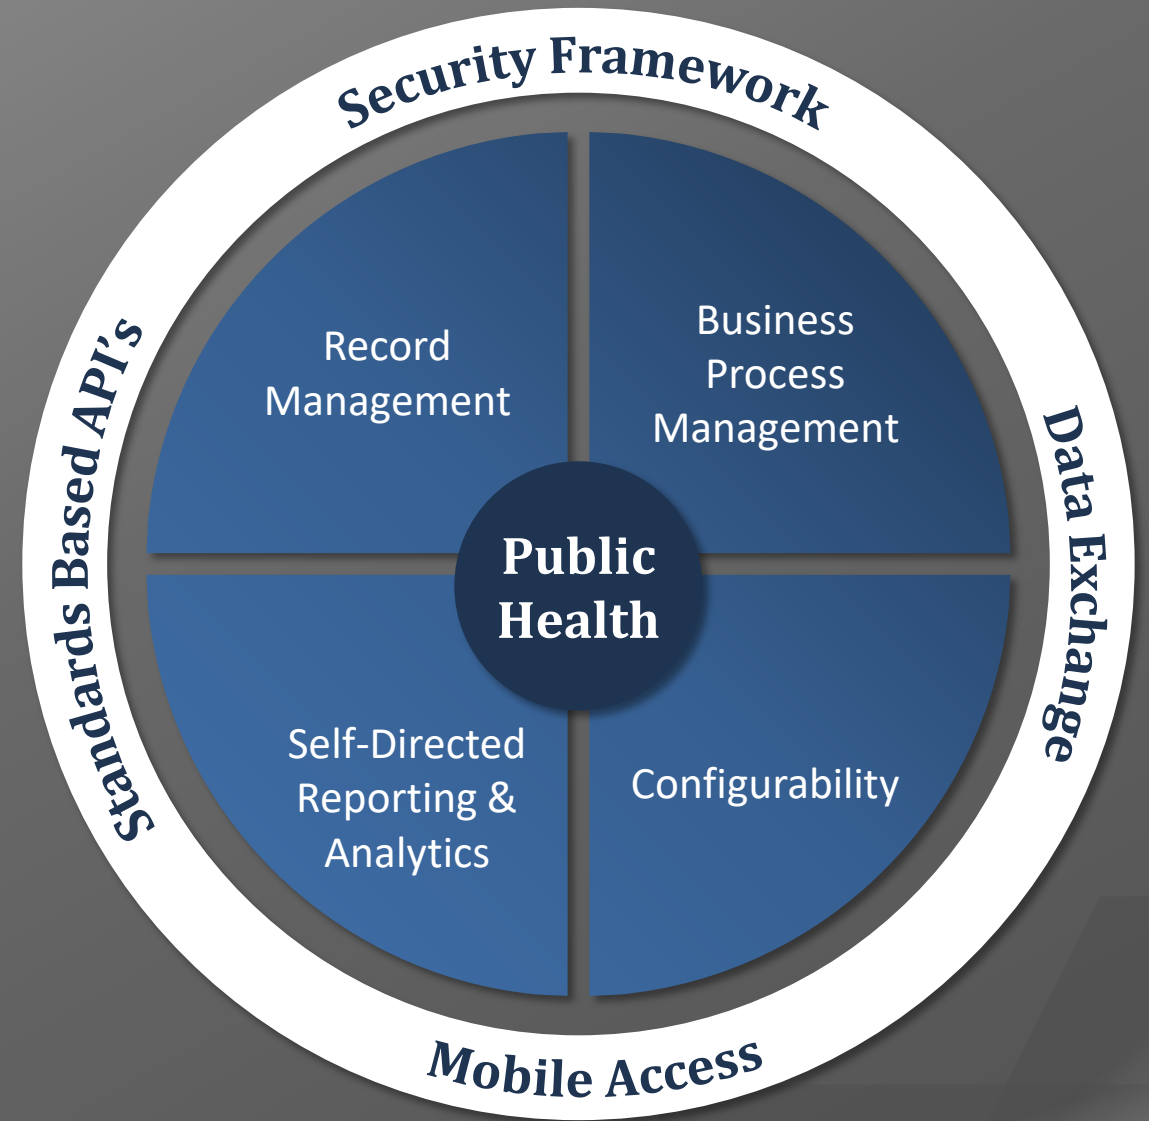 Security Framework
Record
Management
Business
Process
Management
Standards Based API's
Data Exchange
Public
Health
Self-Directed
Reporting &
Analytics
Configurability
Mobile Access